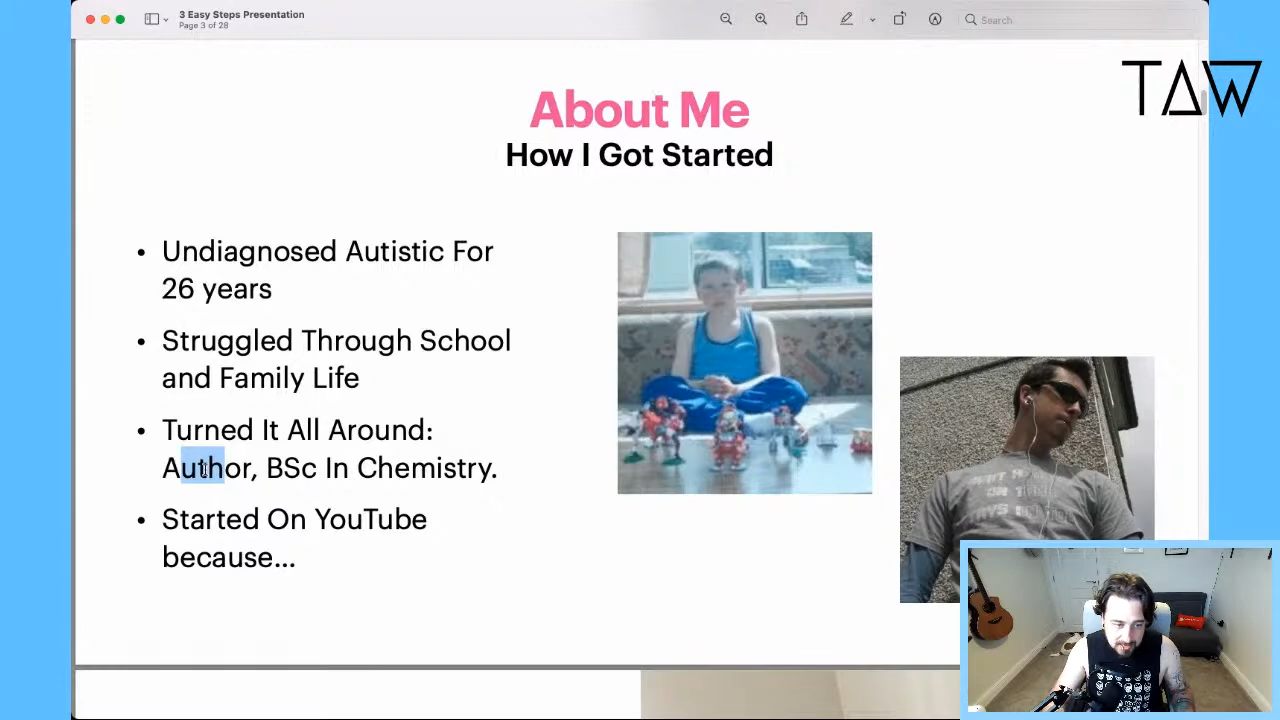 3 Easy Steps Presentation
Page 3 of 28
Search
TAW
About Me
How I Got Started
• Undiagnosed Autistic For
26 years
• Struggled Through School
and Family Life
• Turned It All Around:
Author, BSc In Chemistry.
• Started On YouTube
because...